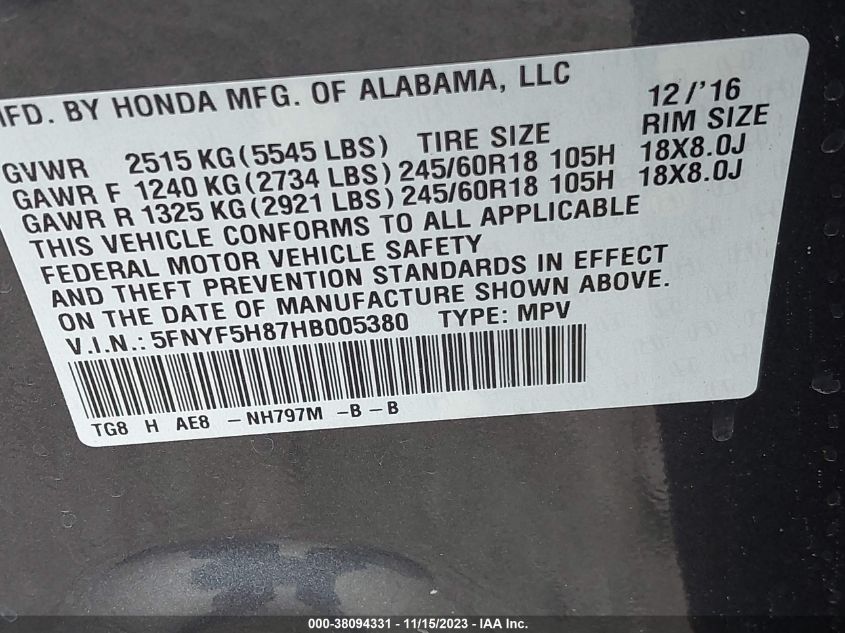 MFD. BY HONDA MFG. OF ALABAMA, LLC 12/'16
GVWR 2515 KG (5545 LBS) TIRE SIZE RIM SIZE
GAWR F 1240 KG (2734 LBS) 245/60R18 105H 18X8.0J
GAWR R 1325 KG (2921 LBS) 245/60R18 105H 18X8.0J
THIS VEHICLE CONFORMS TO ALL APPLICABLE
FEDERAL MOTOR VEHICLE SAFETY
AND THEFT PREVENTION STANDARDS IN EFFECT
ON THE DATE OF MANUFACTURE SHOWN ABOVE.
V.I.N.: 5FNYF5H87HB005380 TYPE: MPV
TG8 H AE8 – NH797M – B – B
000-38094331 - 11/15/2023 - IAA Inc.